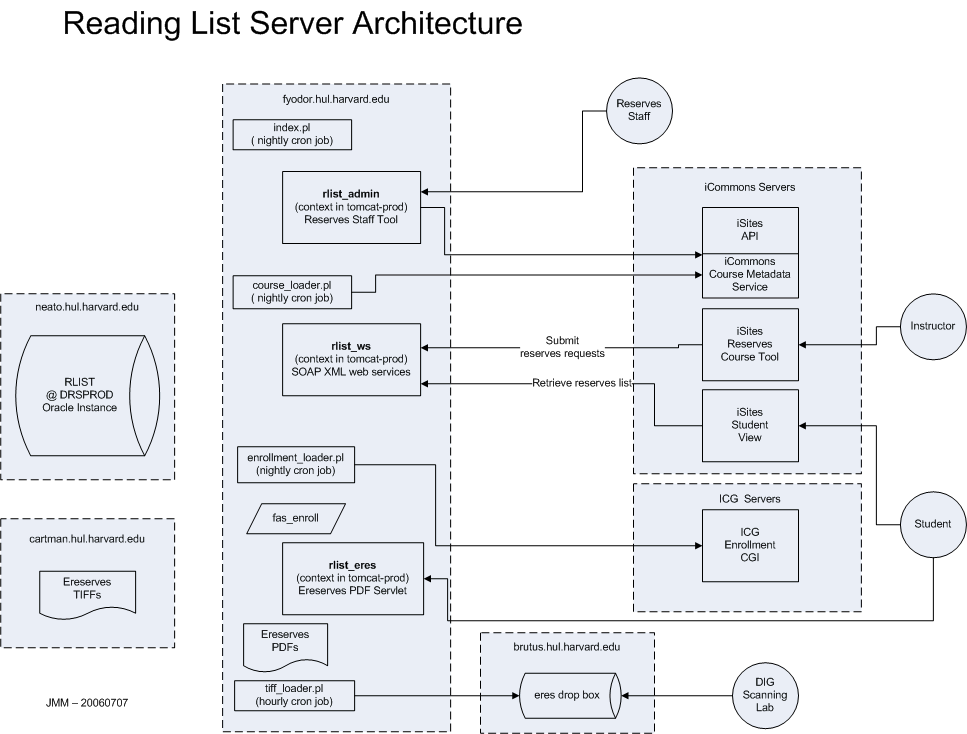 Reading List Server Architecture
fyodor.hul.harvard.edu
index.pl
( nightly cron job)
rlist_admin
(context in tomcat-prod)
Reserves Staff Tool
course_loader.pl
( nightly cron job)
rlist_ws
(context in tomcat-prod)
SOAP XML web services
enrollment_loader.pl
(nightly cron job)
fas_enroll
rlist_eres
(context in tomcat-prod)
Ereserves PDF Servlet
Ereserves
PDFs
tiff_loader.pl
(hourly cron job)
neato.hul.harvard.edu
RLIST
@ DRSPROD
Oracle Instance
cartman.hul.harvard.edu
Ereserves
TIFFs
JMM – 20060707
Reserves
Staff
iCommons Servers
iSites
API
iCommons
Course Metadata
Service
iSites
Reserves
Course Tool
iSites
Student
View
Submit
reserves requests
Retrieve reserves list
Instructor
ICG  Servers
ICG
Enrollment
CGI
Student
brutus.hul.harvard.edu
eres drop box
DIG
Scanning
Lab